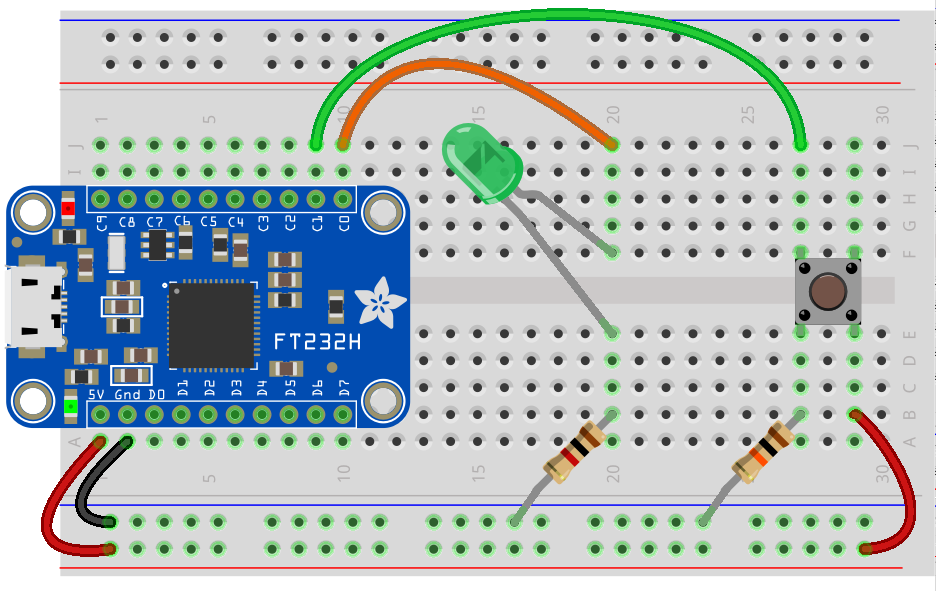 1 5 10 15 20 25 30
J J
I I
H
G
F
C9 C8 C7 C6 C5 C4 C3 C2 C1 C0
FT232H
E
D
C
5V Gnd D0 D1 D2 D3 D4 D5 D6 D7
B
A A
1 5 10 15 20 30